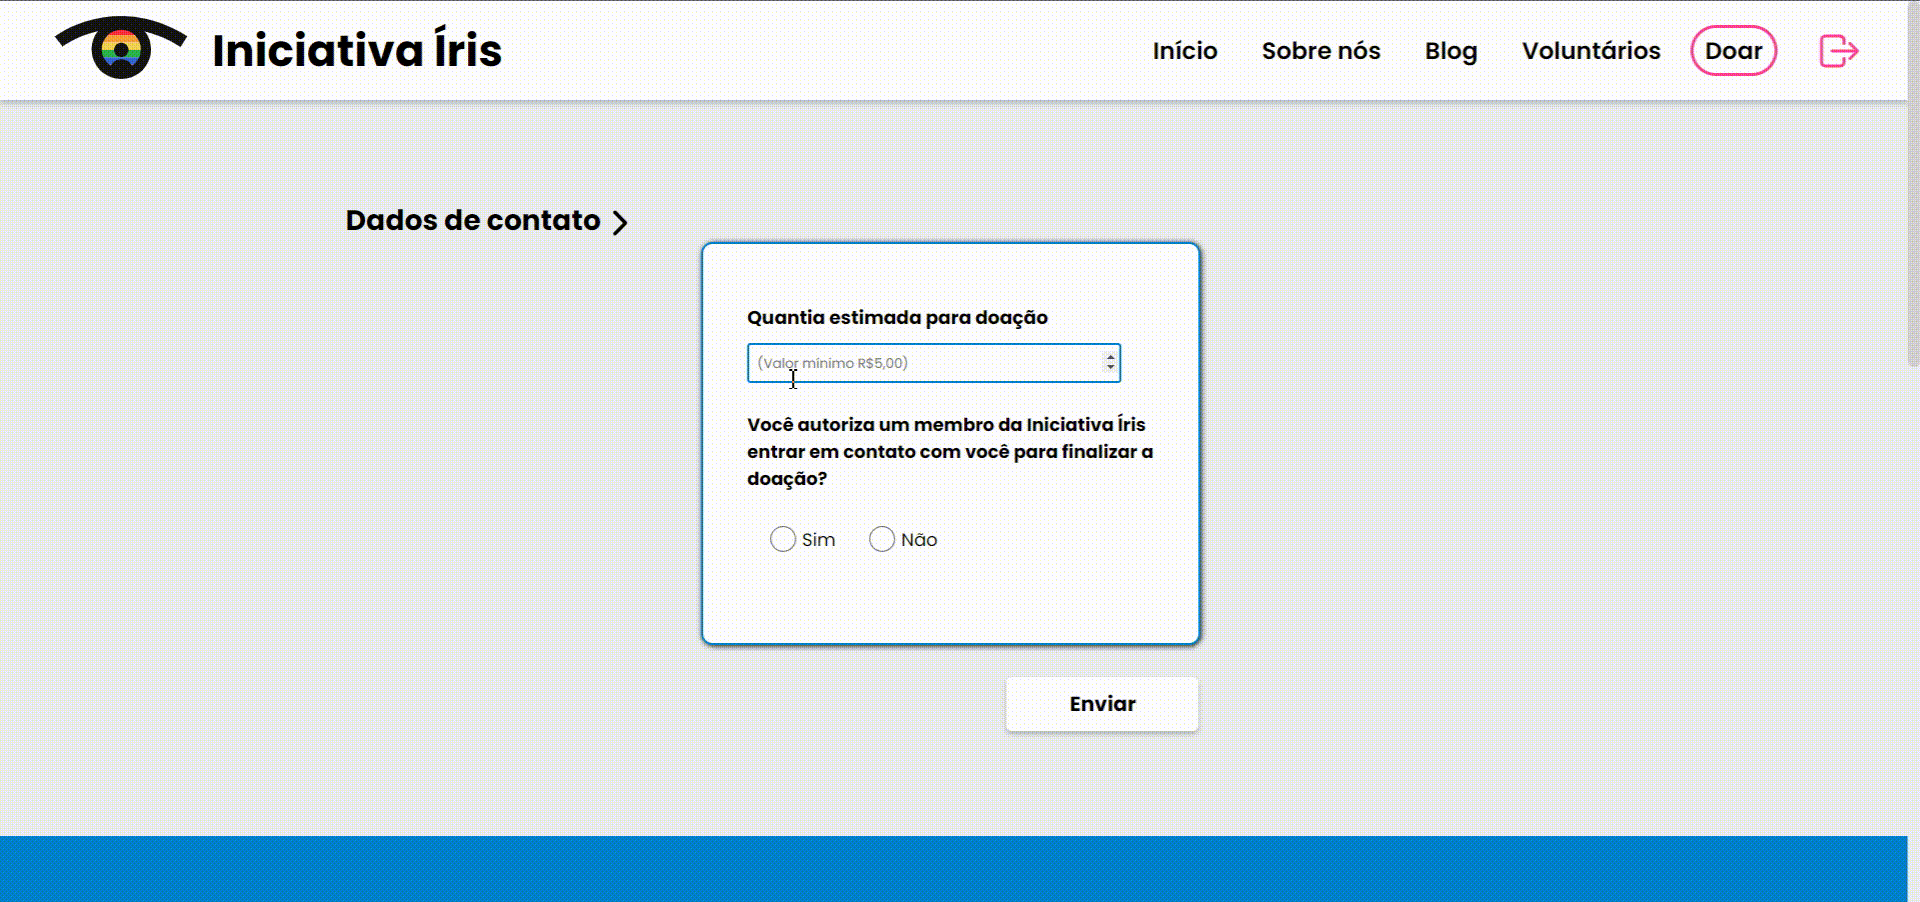 Iniciativa Íris
Início Sobre nós Blog Voluntários Doar
Dados de contato
Quantia estimada para doação
(Valor mínimo R$5,00)
Você autoriza um membro da Iniciativa Íris
entrar em contato com você para finalizar a
doação?
Sim Não
Enviar